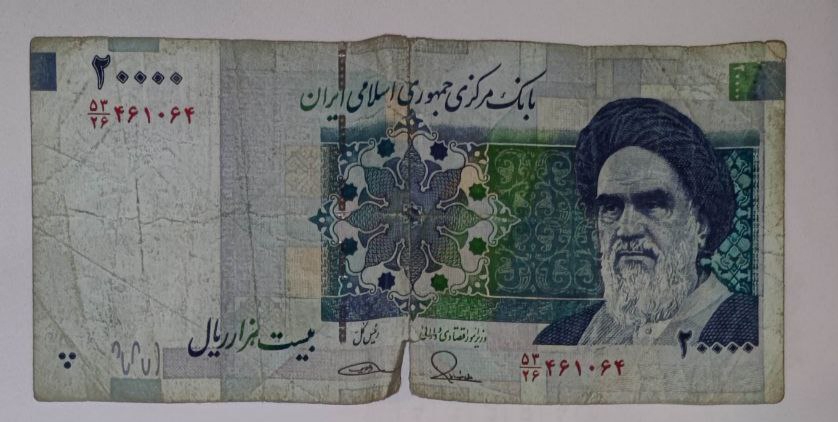 ۲۰۰۰۰
۵۳/۲۶ ۴۶۱۰۶۴
بانک مرکزی جمهوری اسلامی ایران
بیست هزار ریال
رئیس کل
وزیر امور اقتصادی و دارائی
۲۰۰۰۰
۵۳/۲۶ ۴۶۱۰۶۴